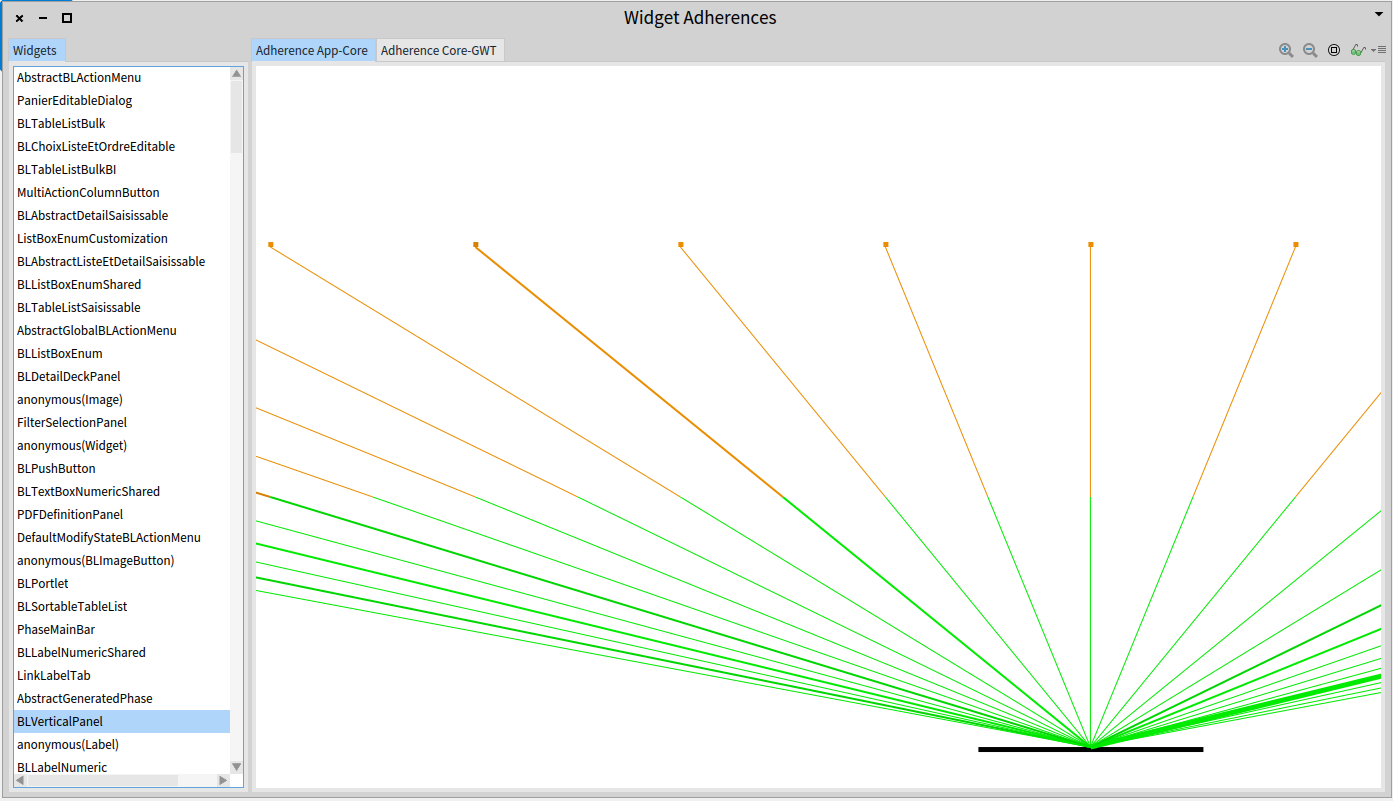 Widget Adherences
Widgets
Adherence App-Core
Adherence Core-GWT
AbstractBLActionMenu
PanierEditableDialog
BLTableListBulk
BLChoixListeEtOrdreEditable
BLTableListBulkBI
MultiActionColumnButton
BLAbstractDetailSaisissable
ListBoxEnumCustomization
BLAbstractListeEtDetailSaisissable
BLListBoxEnumShared
BLTableListSaisissable
AbstractGlobalBLActionMenu
BLListBoxEnum
BLDetailDeckPanel
anonymous(Image)
FilterSelectionPanel
anonymous(Widget)
BLPushButton
BLTextBoxNumericShared
PDFDefinitionPanel
DefaultModifyStateBLActionMenu
anonymous(BLImageButton)
BLPortlet
BLSortableTableList
PhaseMainBar
BLLabelNumericShared
LinkLabelTab
AbstractGeneratedPhase
BLVerticalPanel
anonymous(Label)
BLLabelNumeric